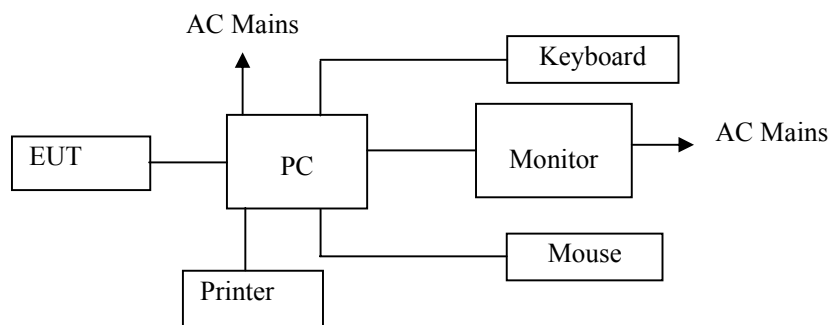 AC Mains
Keyboard
AC Mains
EUT
PC
Monitor
Mouse
Printer